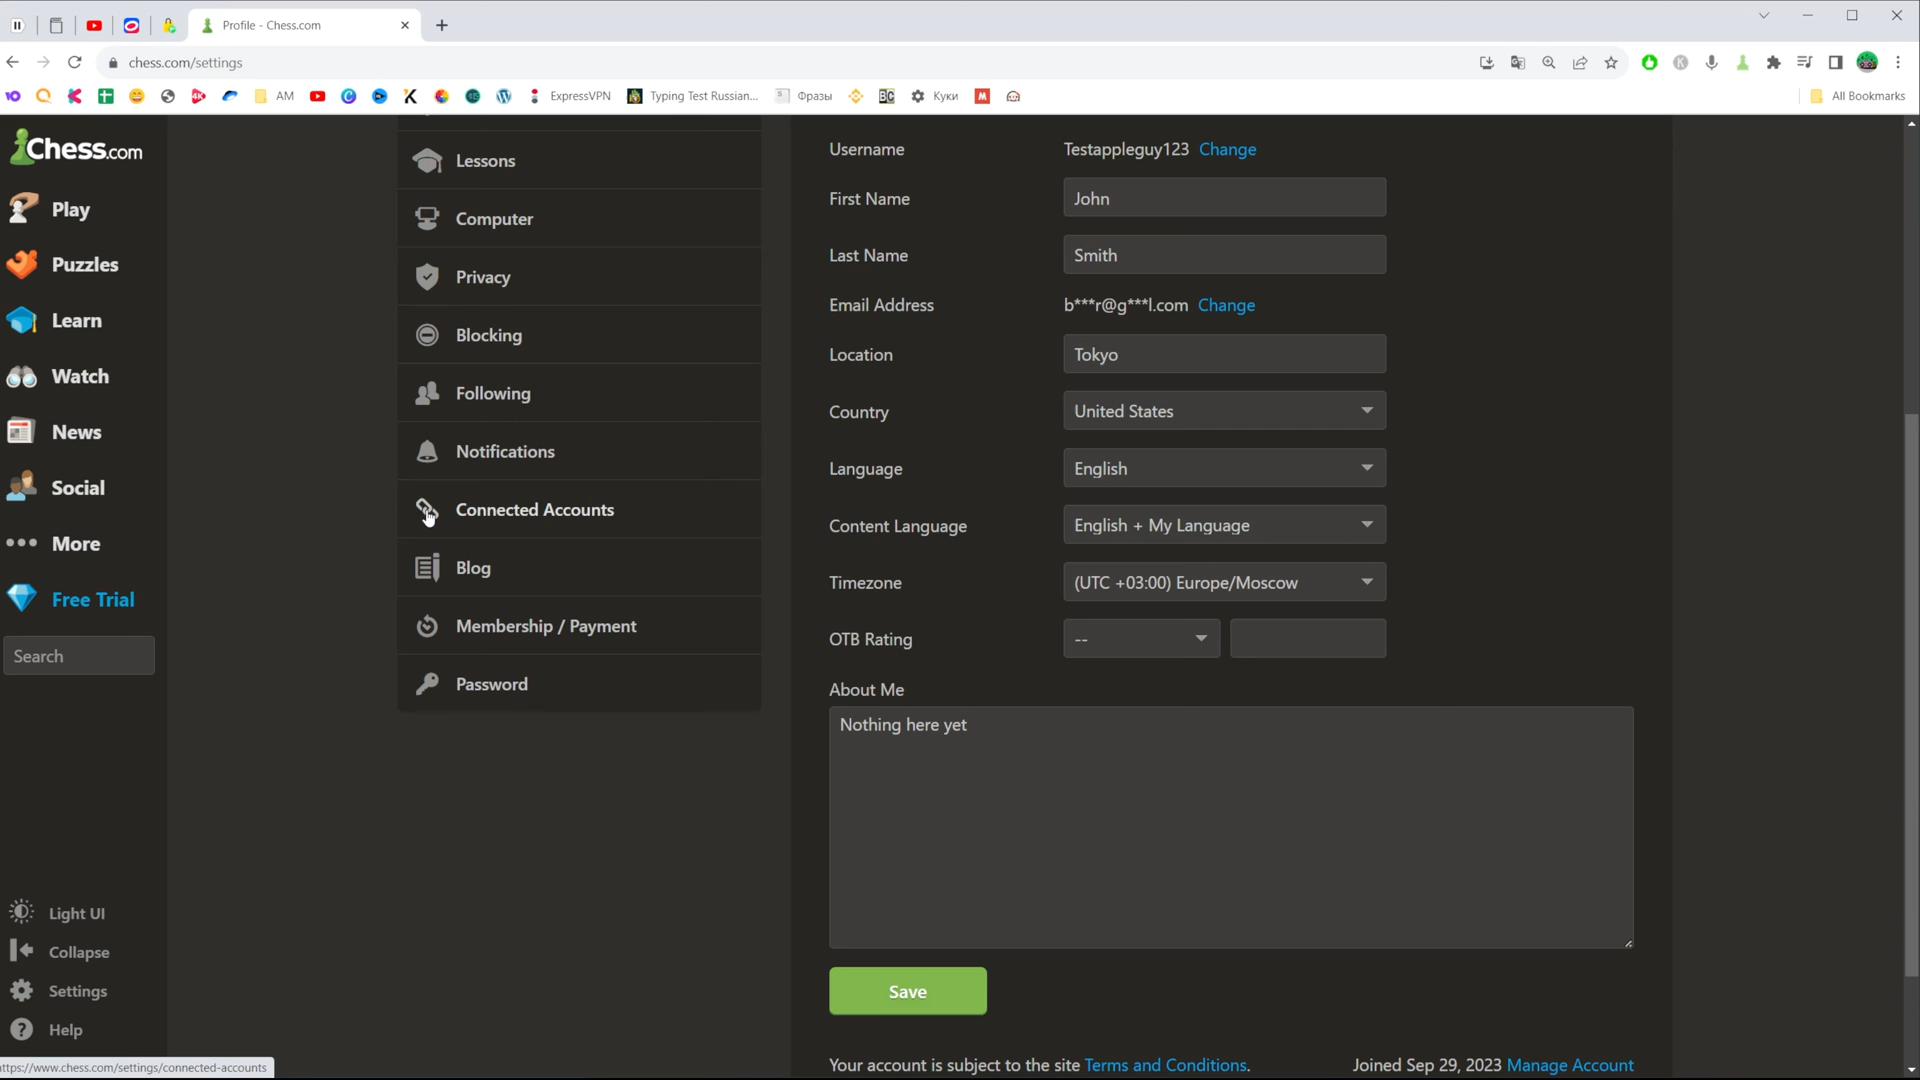 Profile - Chess.com
chess.com/settings
AM
ExpressVPN
Typing Test Russian...
Фразы
Куки
All Bookmarks
Chess.com
Play
Puzzles
Learn
Watch
News
Social
More
Free Trial
Search
Light UI
Collapse
Settings
Help
Lessons
Computer
Privacy
Blocking
Following
Notifications
Connected Accounts
Blog
Membership / Payment
Password
Username Testappleguy123 Change
First Name John
Last Name Smith
Email Address b***r@g***l.com Change
Location Tokyo
Country United States
Language English
Content Language English + My Language
Timezone (UTC +03:00) Europe/Moscow
OTB Rating --
About Me
Nothing here yet
Save
Your account is subject to the site Terms and Conditions. Joined Sep 29, 2023 Manage Account
ttps://www.chess.com/settings/connected-accounts